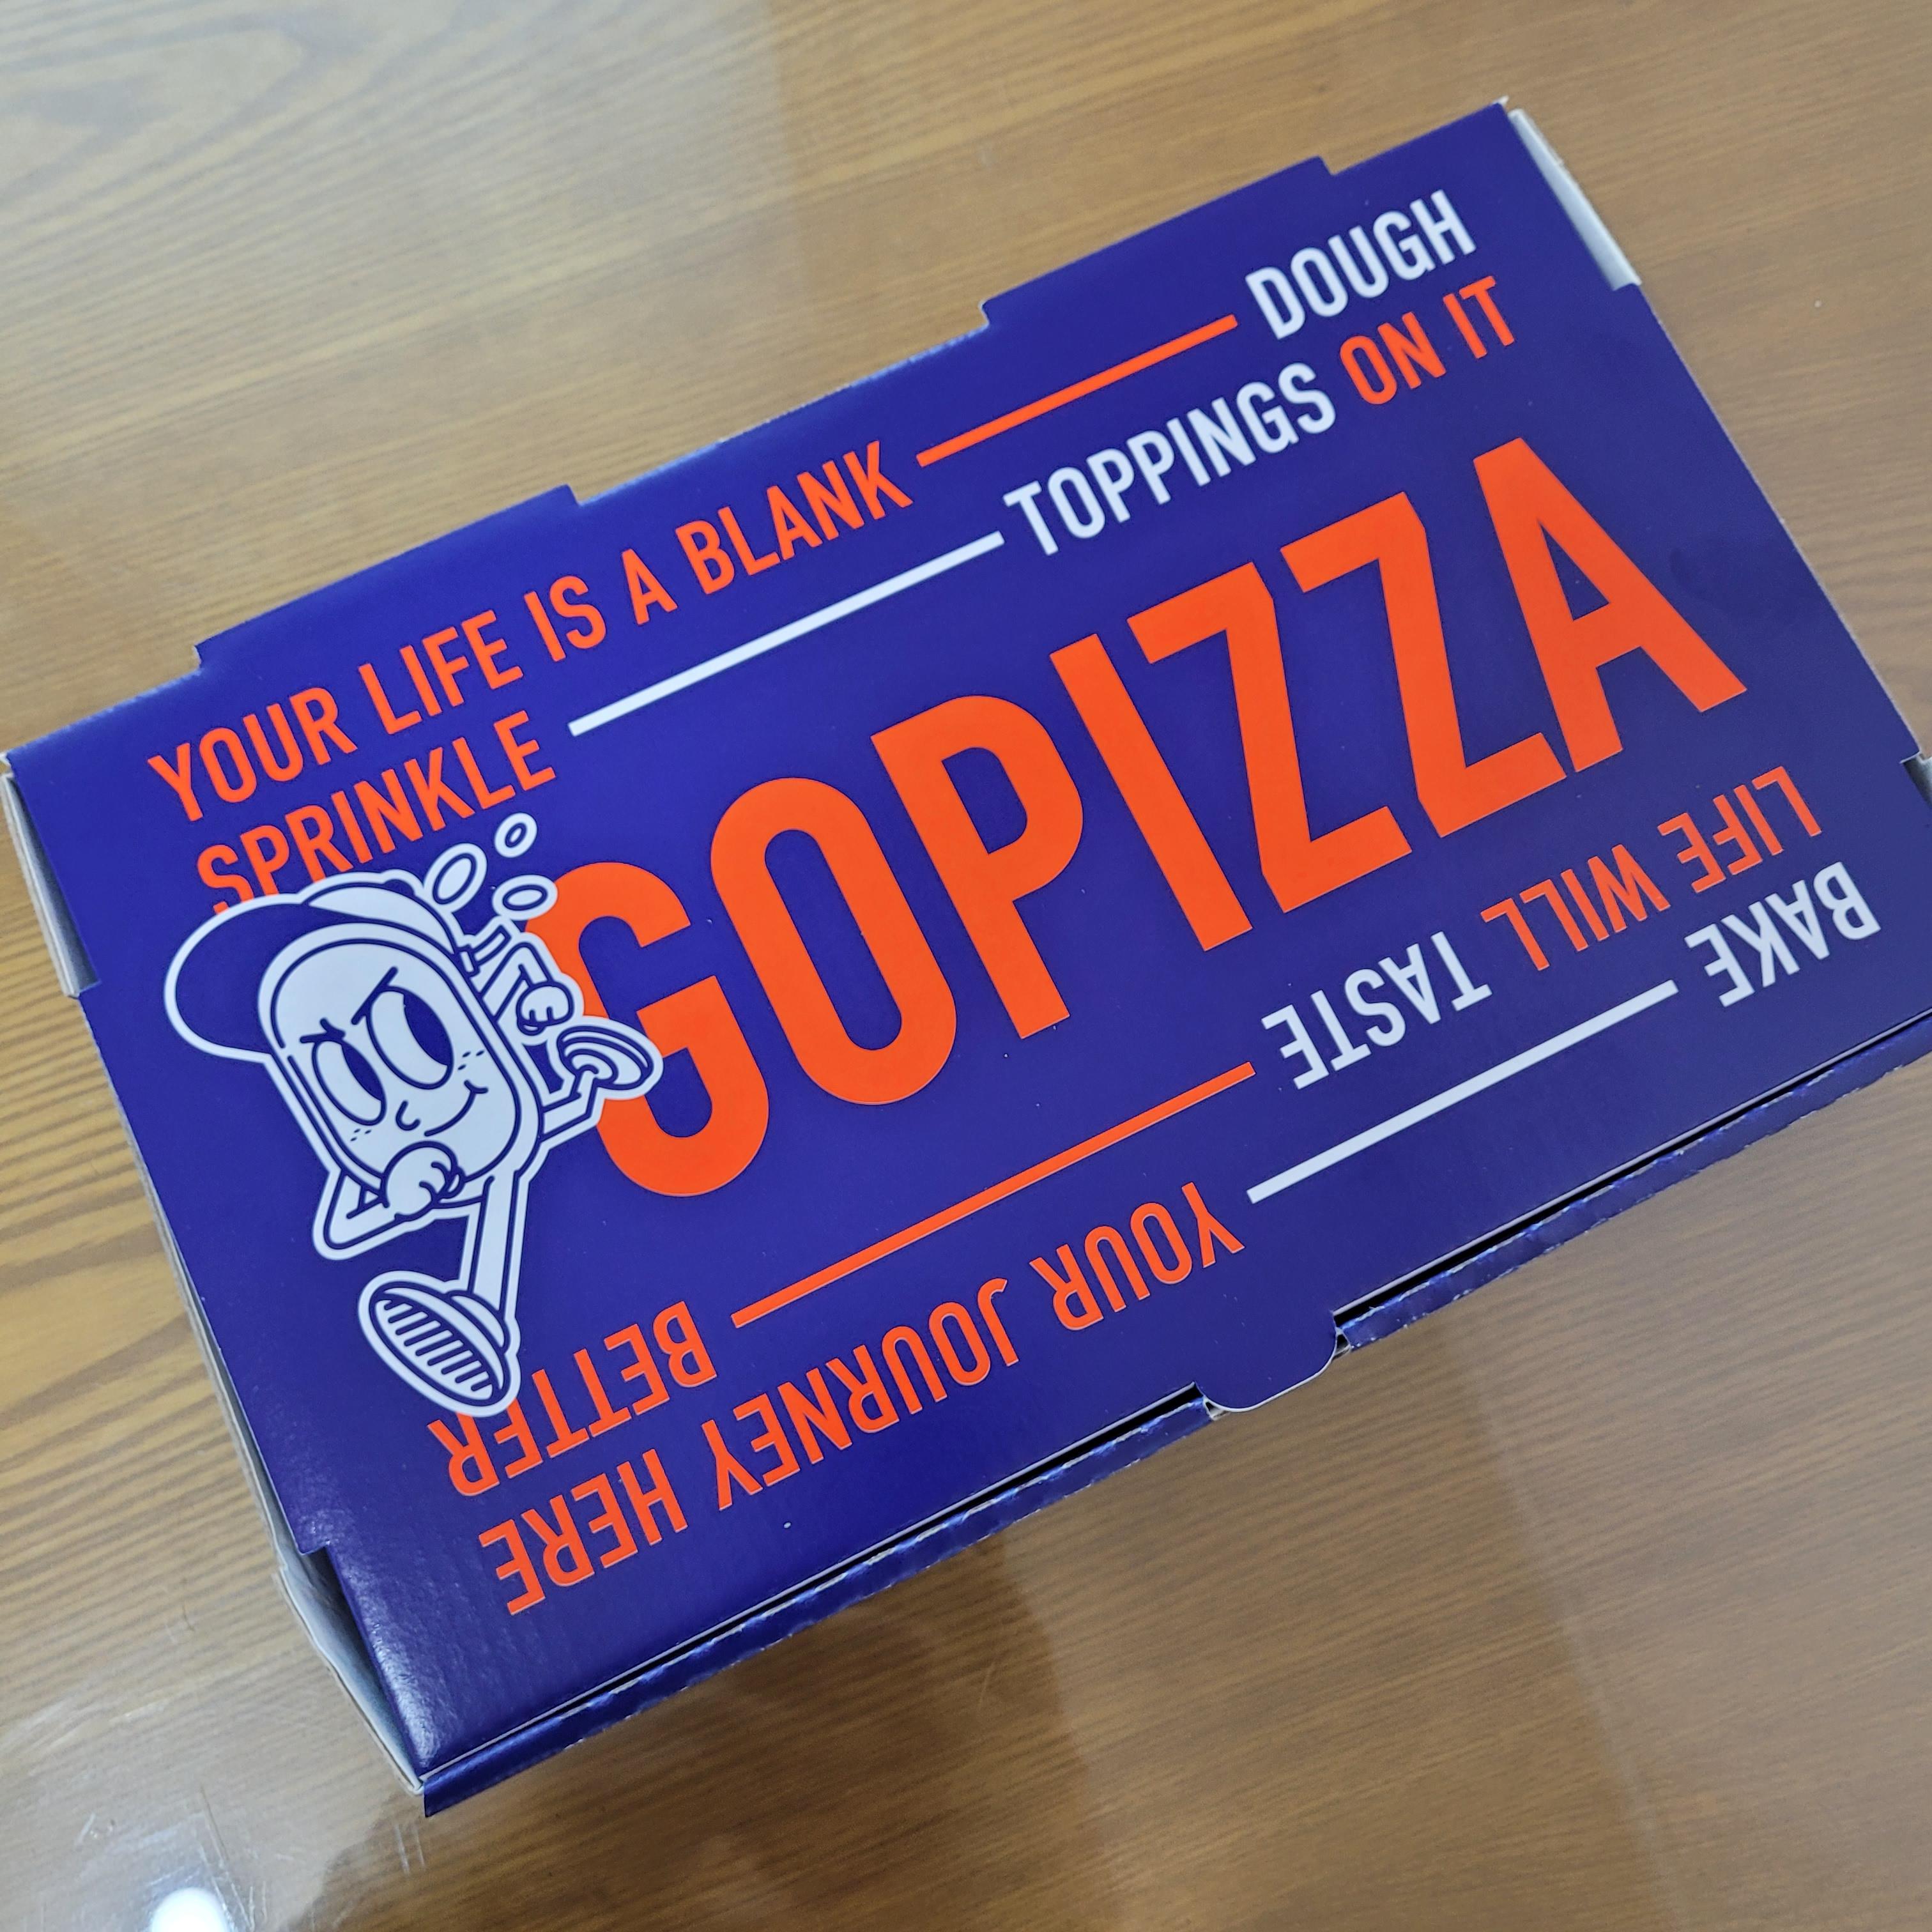 YOUR LIFE IS A BLANK — DOUGH
SPRINKLE — TOPPINGS ON IT
GOPIZZA
BAKE — YOUR JOURNEY HERE
LIFE WILL TASTE — BETTER